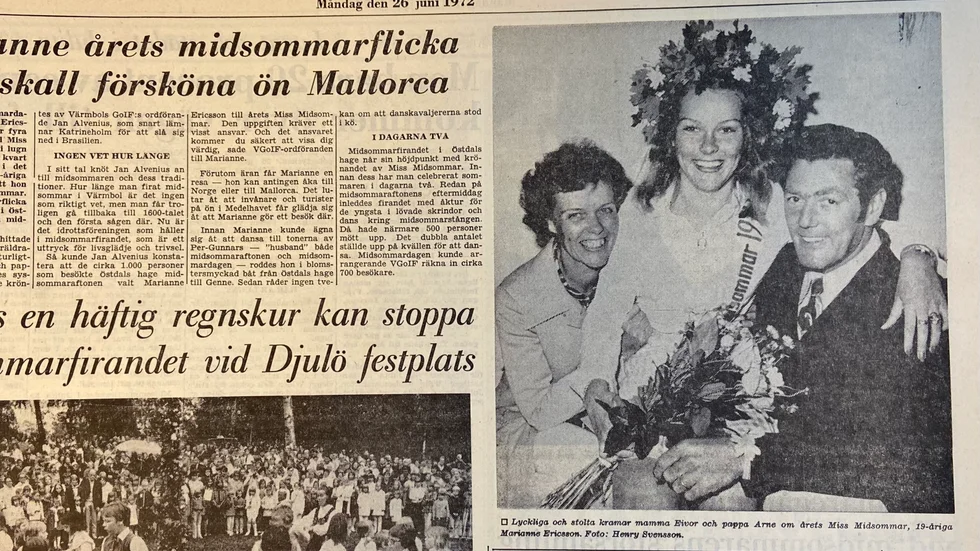 Måndag den 26 juni 1972
anne årets midsommarflicka
skall försköna ön Mallorca
tes av Värmbols GoIF:s ordföran-
de Jan Alvenius, som snart läm-
nar Katrineholm för att slå sig
ned i Brasilien.
INGEN VET HUR LANGE
I sitt tal knöt Jan Alvenius an
till midsommaren och dess tradi-
tioner. Hur länge man firat mid-
sommar i Värmbol är det ingen
som riktigt vet, men man får tro-
ligen gå tillbaka till 1600-talet
och den första sågen där. Nu är
det idrottsföreningen som håller
i midsommarfirandet, som är ett
uttryck för livsglädje och trivsel.
Så kunde Jan Alvenius konsta-
tera att de cirka 1.000 personer
som besökte Östdals hage mid-
sommaraftonen valt Marianne
Ericsson till årets Miss Midsom-
mar. Den uppgiften kräver ett
visst ansvar. Och det ansvaret
kommer du säkert att visa dig
värdig, sade VGoIF-ordföranden
till Marianne.
Förutom äran får Marianne en
resa — hon kan antingen åka till
Norge eller till Mallorca. Det lu-
tar åt att invånare och turister
på ön i Medelhavet får glädja sig
åt att Marianne gör ett besök där.
Innan Marianne kunde ägna
sig åt att dansa till tonerna av
Per-Gunnars — "husband" både
midsommaraftonen och midsom-
mardagen — roddes hon i bloms-
tersmyckad båt från Östdals hage
till Genne. Sedan råder ingen tve-
kan om att danskavaljererna stod
i kö.
I DAGARNA TVA
Midsommarfirandet i Östdals
hage når sin höjdpunkt med krö-
nandet av Miss Midsommar. In-
nan dess har man celebrerat som-
maren i dagarna två. Redan på
midsommaraftonens eftermiddag
inleddes firandet med åktur för
de yngsta i lövade skrindor och
dans kring midsommarstången.
Då hade närmare 500 personer
mött upp. Det dubbla antalet
ställde upp på kvällen för att dan-
sa. Midsommardagen kunde ar-
rangerande VGoIF räkna in cirka
700 besökare.
s en häftig regnskur kan stoppa
mmarfirandet vid Djulö festplats
sommar 19
Lyckliga och stolta kramar mamma Eivor och pappa Arne om årets Miss Midsommar, 19-åriga
Marianne Ericsson. Foto: Henry Svensson.